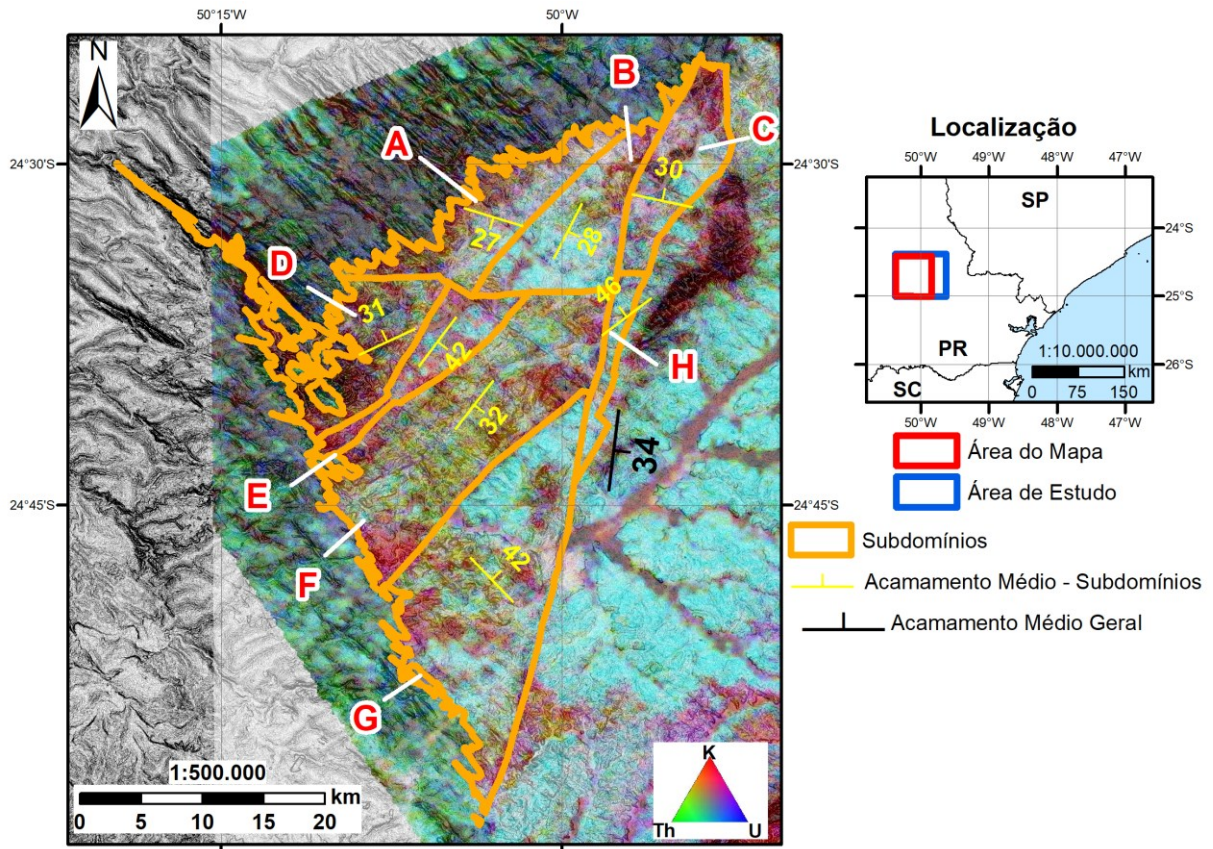 50°15'W
50°W
N
B
C
A
24°30'S
24°30'S
30
27
28
D
31
46
42
H
32
34
24°45'S
24°45'S
E
F
42
G
1:500.000
km
0 5 10 15 20
K
Th
U
Localização
50°W 49°W 48°W 47°W
SP
24°S
25°S
PR
1:10.000.000
26°S
km
SC
0 75 150
50°W 49°W 48°W 47°W
Área do Mapa
Área de Estudo
Subdomínios
Acamamento Médio - Subdomínios
Acamamento Médio Geral